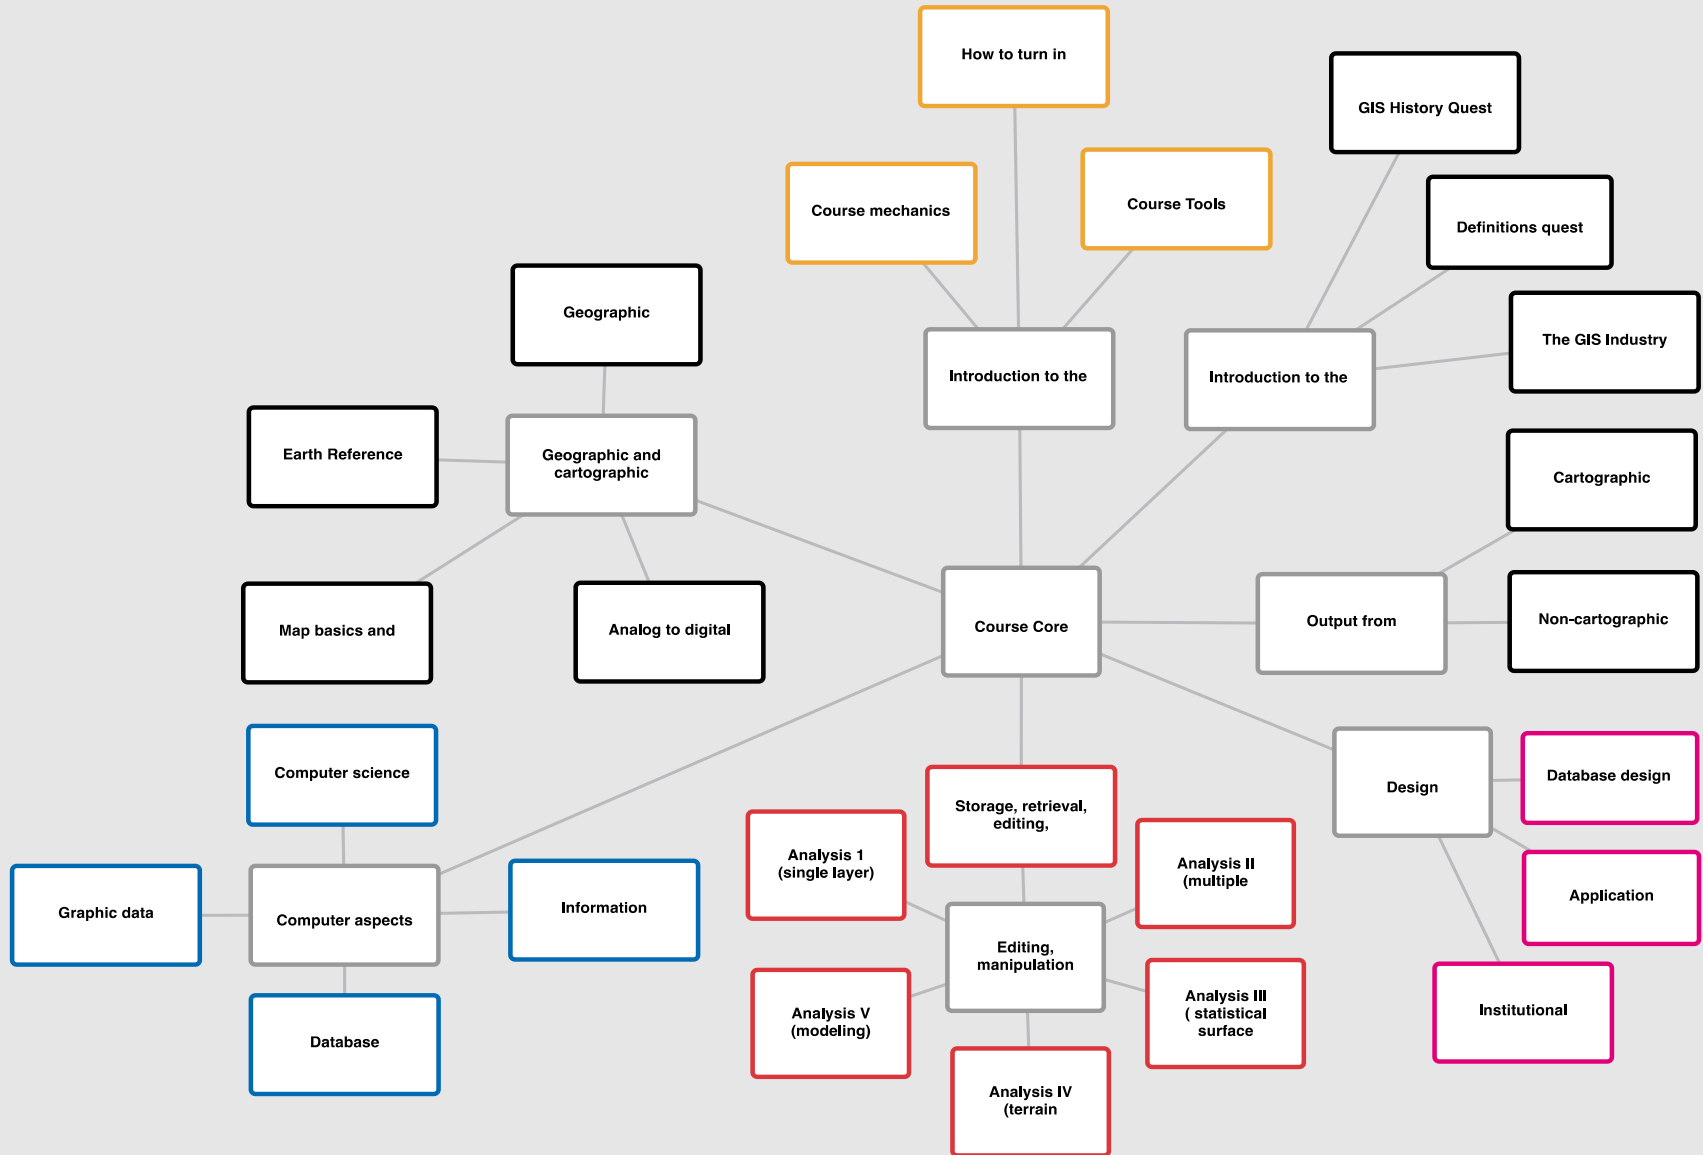 How to turn in
GIS History Quest
Course mechanics
Course Tools
Definitions quest
Geographic
The GIS Industry
Introduction to the
Introduction to the
Earth Reference
Geographic and
cartographic
Cartographic
Map basics and
Analog to digital
Course Core
Output from
Non-cartographic
Computer science
Storage, retrieval,
editing,
Design
Database design
Analysis 1
(single layer)
Analysis II
(multiple
Application
Graphic data
Computer aspects
Information
Editing,
manipulation
Analysis V
(modeling)
Analysis III
( statistical
surface
Institutional
Database
Analysis IV
(terrain